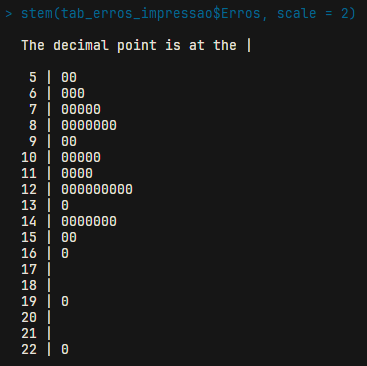 > stem(tab_erros_impressao$Erros, scale = 2)
The decimal point is at the |
5 | 00
6 | 000
7 | 00000
8 | 0000000
9 | 00
10 | 00000
11 | 0000
12 | 000000000
13 | 0
14 | 0000000
15 | 00
16 | 0
17 |
18 |
19 | 0
20 |
21 |
22 | 0